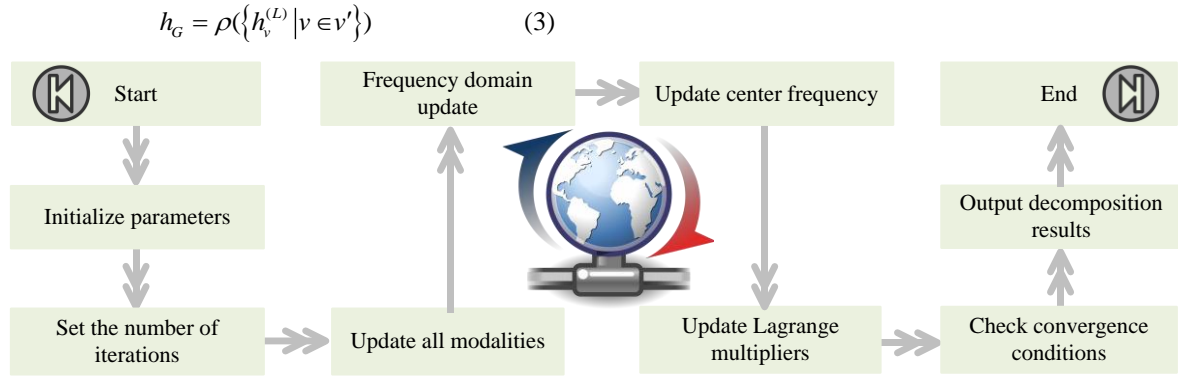 h_G = ρ({h_v^(L) | v ∈ v′}) (3)
Start
Initialize parameters
Set the number of
iterations
Update all modalities
Frequency domain
update
Update center frequency
Update Lagrange
multipliers
Check convergence
conditions
Output decomposition
results
End